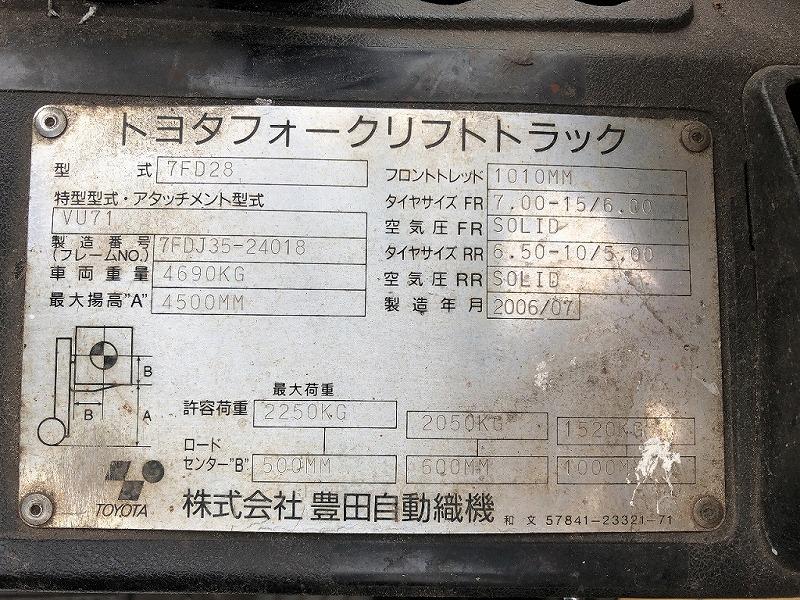 トヨタフォークリフトトラック
型式 7FD28
特型型式・アタッチメント型式
VU71
製造番号(フレームNO.) 7FDJ35-24018
車両重量 4690KG
最大揚高"A" 4500MM
フロントトレッド 1010MM
タイヤサイズ FR 7.00-15/6.00
空気圧 FR SOLID
タイヤサイズ RR 6.50-10/5.00
空気圧 RR SOLID
製造年月 2006/07
B
B
A
最大荷重
許容荷重 2250KG 2050KG 1520KG
ロードセンター"B" 500MM 600MM 1000MM
TOYOTA
株式会社 豊田自動織機
和文 57841-23321-71